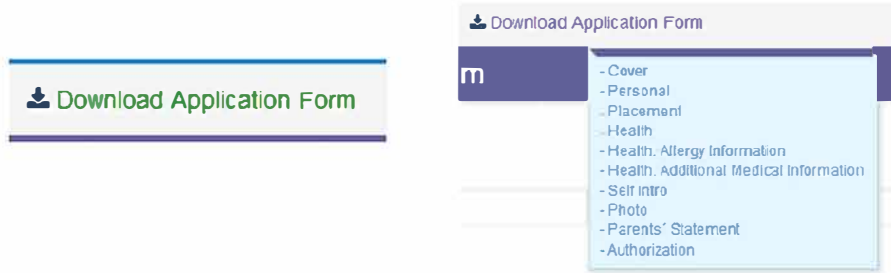 Download Application Form
Download Application Form
m
- Cover
- Personal
- Placement
- Health
- Health. Allergy Information
- Health. Additional Medical Information
- Self Intro
- Photo
- Parents´ Statement
- Authorization